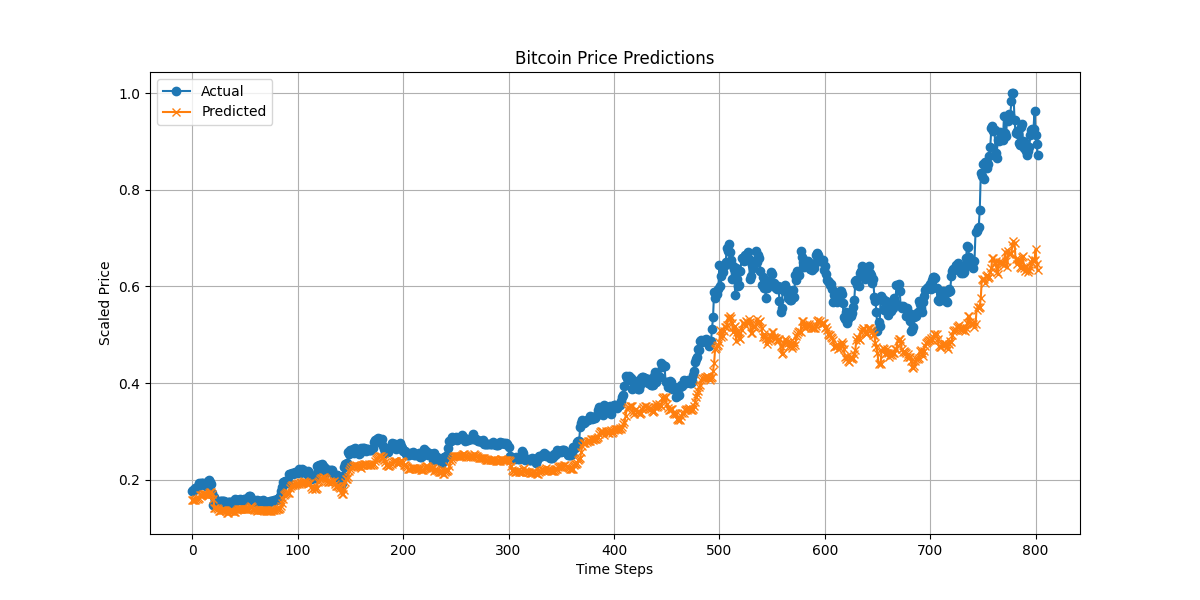 Bitcoin Price Predictions
Actual
Predicted
1.0
0.8
0.6
0.4
0.2
Scaled Price
0 100 200 300 400 500 600 700 800
Time Steps